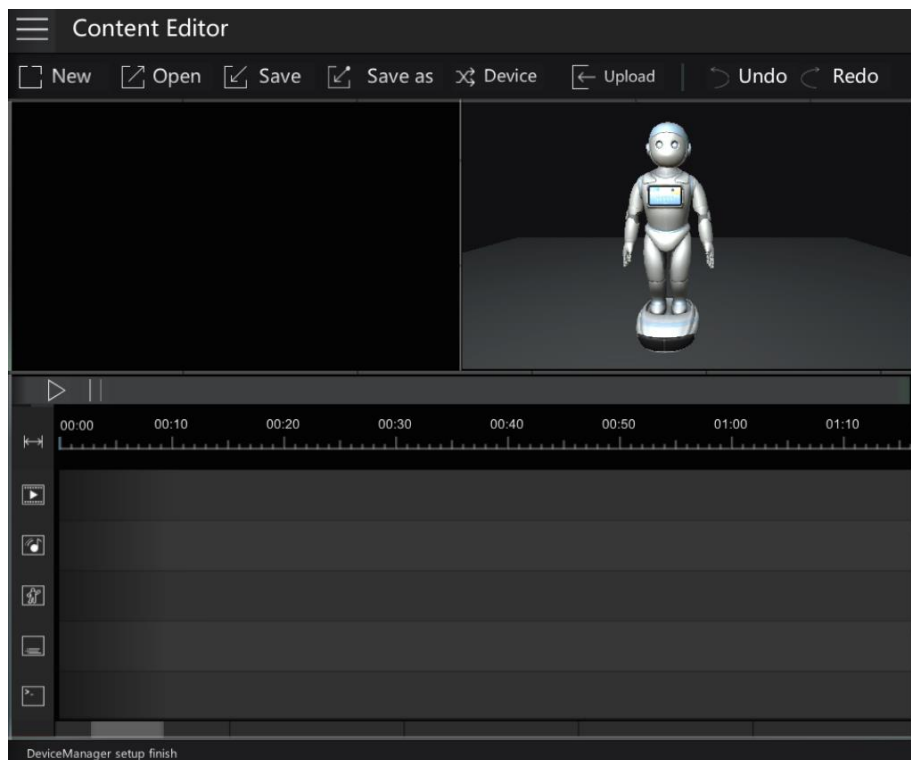 Content Editor
New Open Save Save as Device Upload Undo Redo
00:00 00:10 00:20 00:30 00:40 00:50 01:00 01:10
DeviceManager setup finish